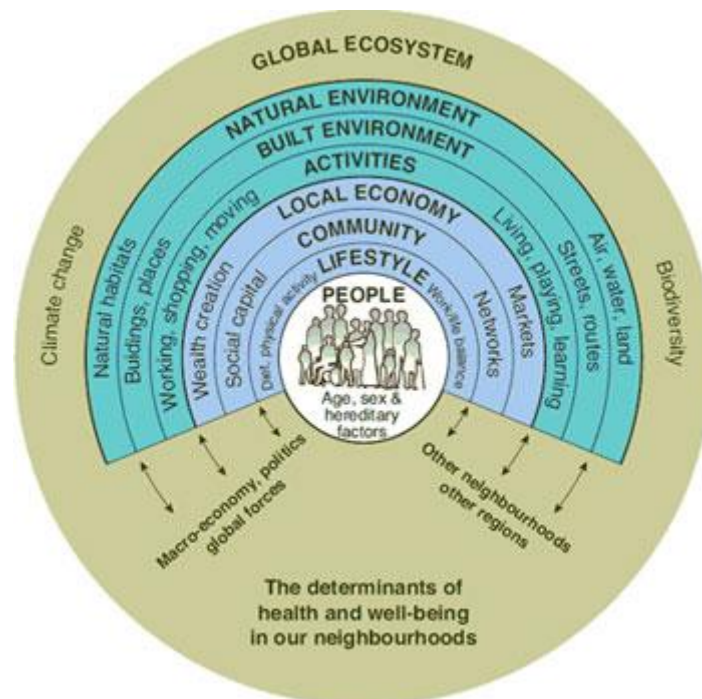 GLOBAL ECOSYSTEM
NATURAL ENVIRONMENT
BUILT ENVIRONMENT
ACTIVITIES
LOCAL ECONOMY
COMMUNITY
LIFESTYLE
PEOPLE
Age, sex &
hereditary
factors
Climate change
Natural habitats
Buidings, places
Working, shopping, moving
Wealth creation
Social capital
Diet, physical activity
Work/life balance
Networks
Markets
Living, playing, learning
Streets, routes
Air, water, land
Biodiversity
Macro-economy, politics
global forces
Other neighbourhoods
other regions
The determinants of
health and well-being
in our neighbourhoods